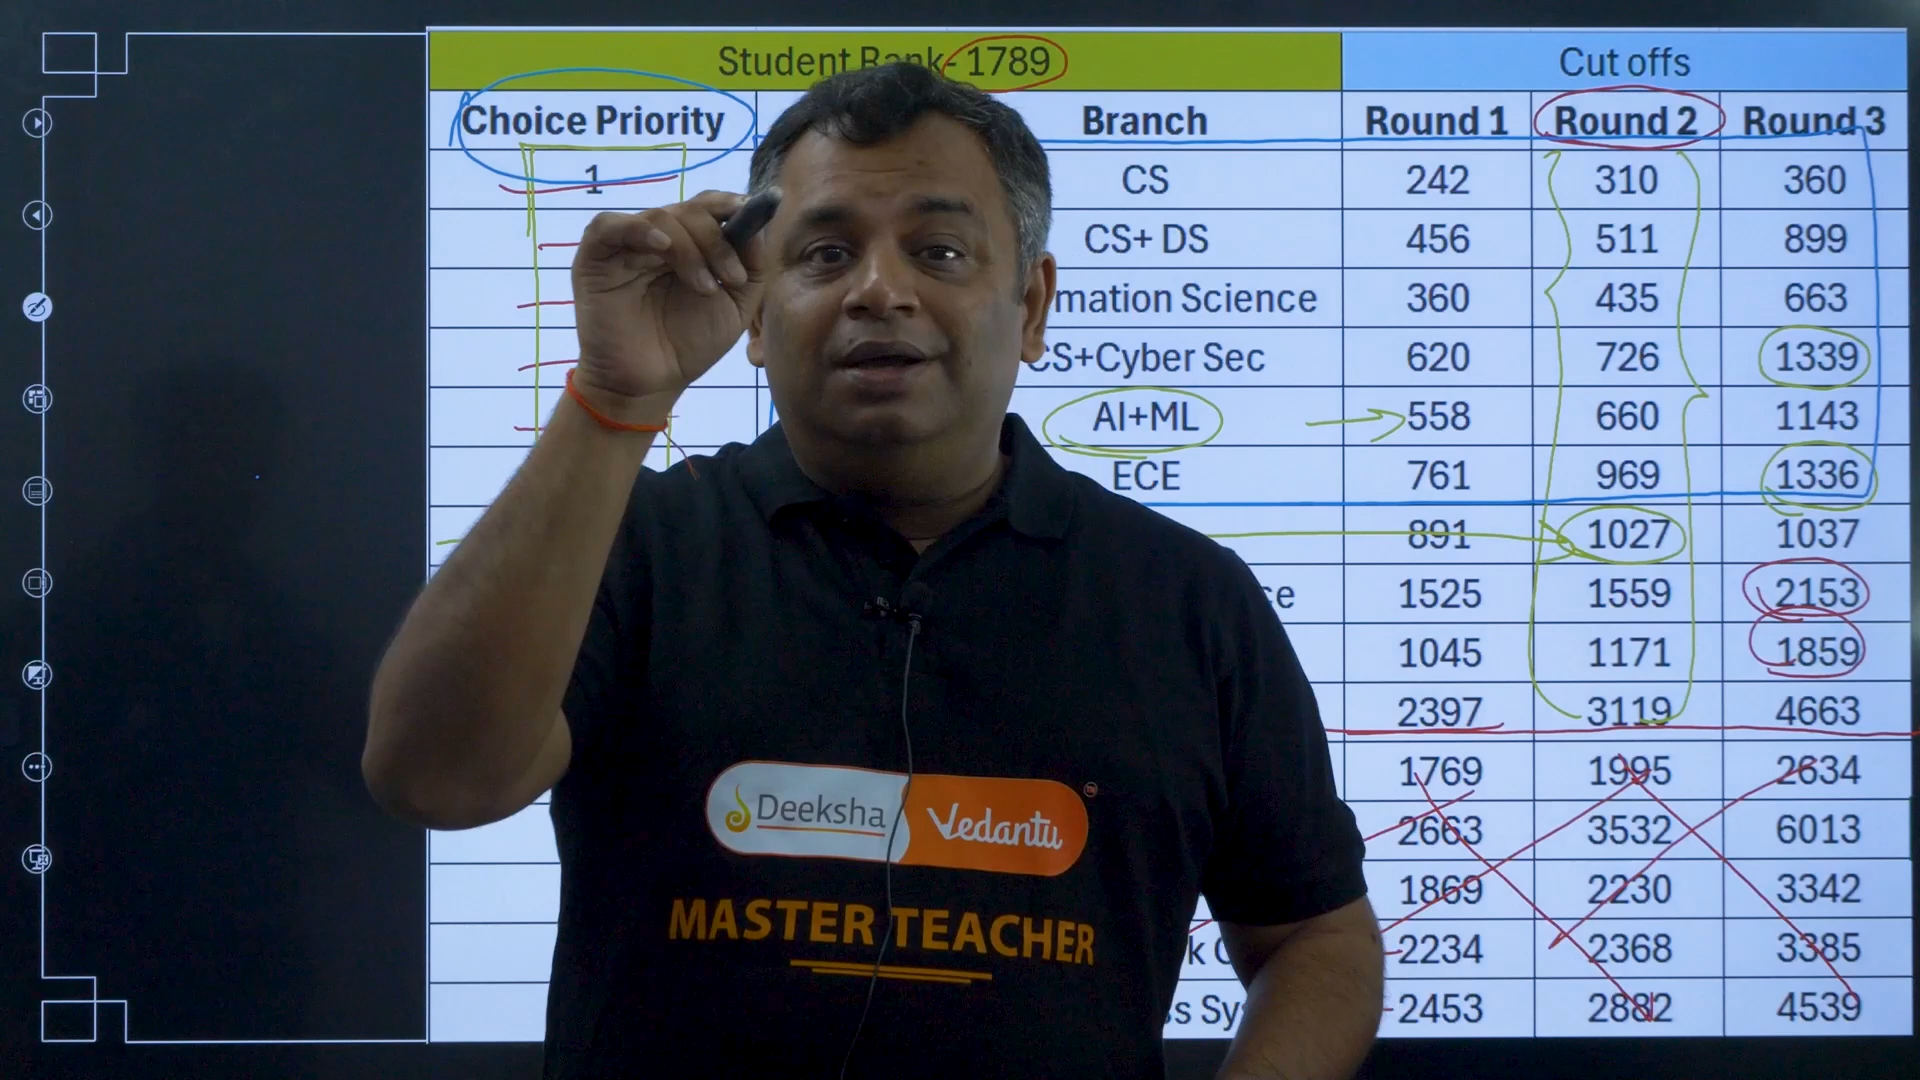 Student Rank- 1789 Cut offs
Choice Priority Branch Round 1 Round 2 Round 3
1 CS 242 310 360
CS+ DS 456 511 899
mation Science 360 435 663
CS+Cyber Sec 620 726 1339
AI+ML 558 660 1143
ECE 761 969 1336
891 1027 1037
ce 1525 1559 2153
1045 1171 1859
2397 3119 4663
1769 1995 2634
2663 3532 6013
1869 2230 3342
2234 2368 3385
2453 2882 4539
Deeksha Vedantu
MASTER TEACHER